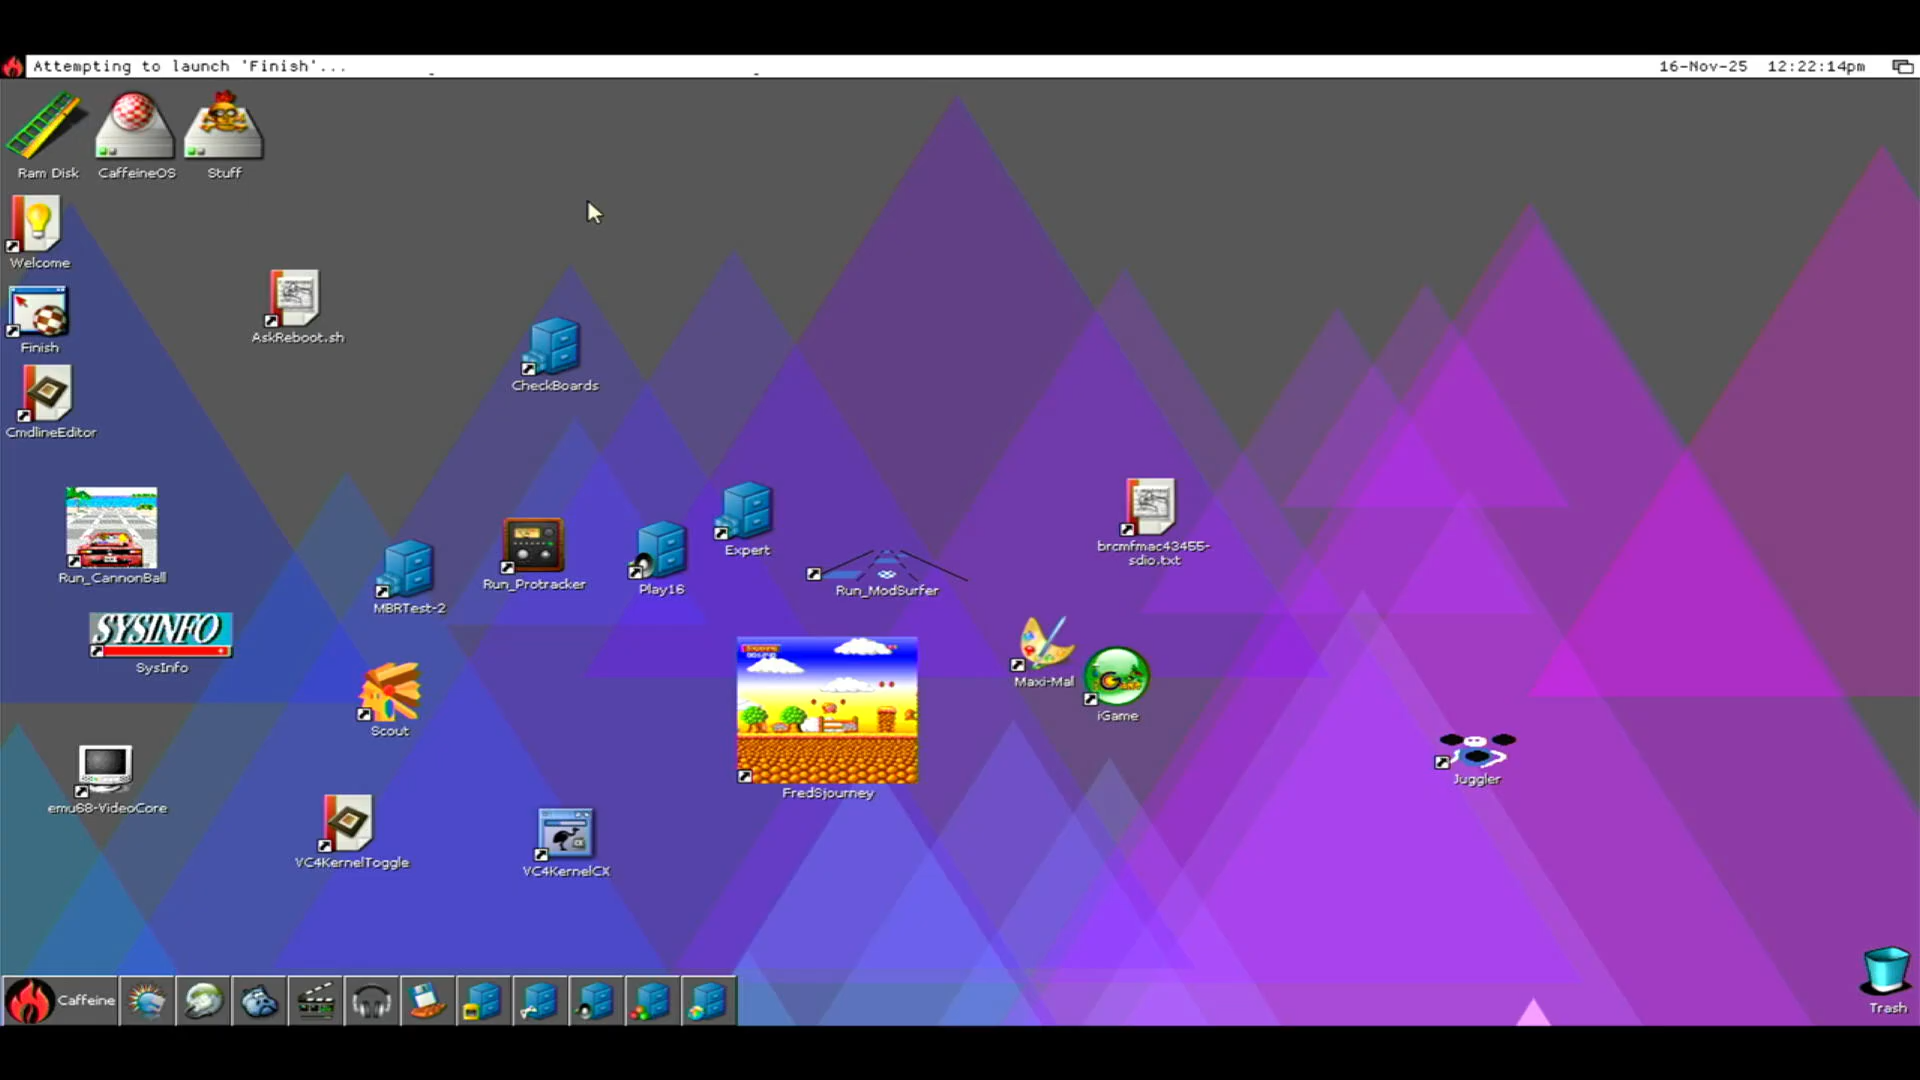 Attempting to launch 'Finish'...
16-Nov-25 12:22:14pm
Ram Disk
CaffeineOS
Stuff
Welcome
AskReboot.sh
Finish
CheckBoards
CmdlineEditor
Expert
brcmfmac43455-
sdio.txt
Run_CannonBall
Run_Protracker
Play16
Run_ModSurfer
MBRTest-2
SYSINFO
SysInfo
Maxi-Mal
iGame
Scout
FredSjourney
Juggler
emu68-VideoCore
VC4KernelToggle
VC4KernelCX
Caffeine
Trash